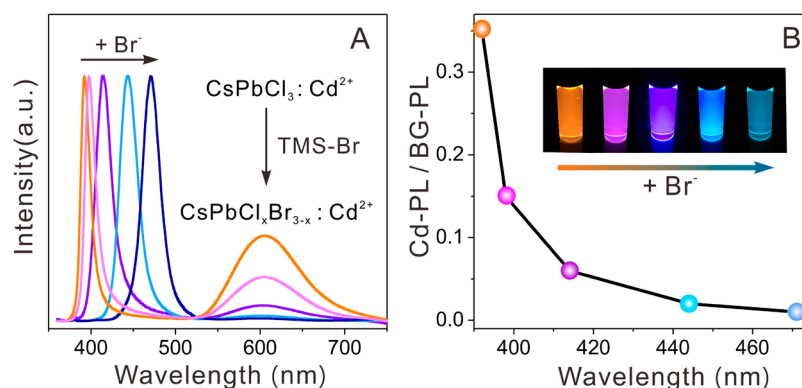 A
+ Br⁻
CsPbCl₃: Cd²⁺
TMS-Br
CsPbClₓBr₃₋ₓ: Cd²⁺
Intensity(a.u.)
400 500 600 700
Wavelength (nm)
B
0.3
0.2
0.1
0.0
Cd-PL / BG-PL
+ Br⁻
400 420 440 460
Wavelength (nm)